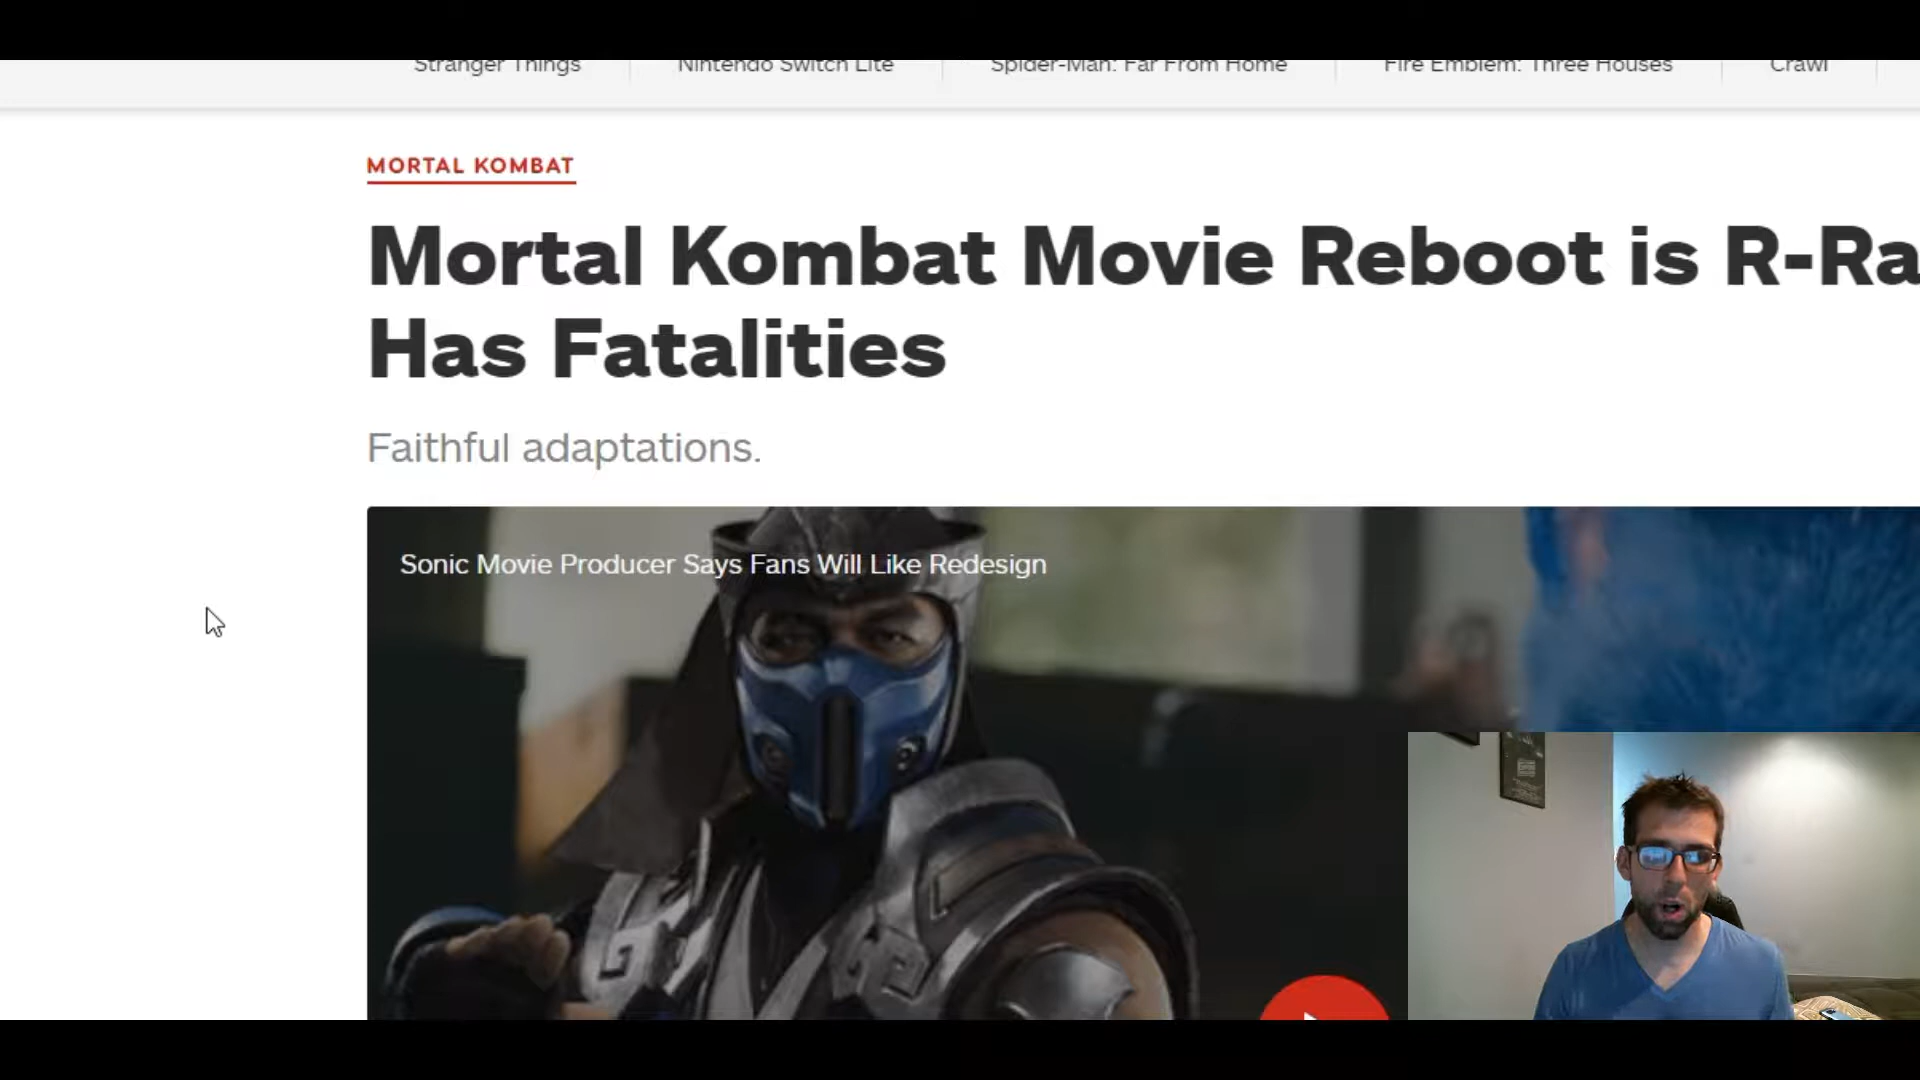 Stranger Things Nintendo Switch Lite Spider-Man: Far From Home Fire Emblem: Three Houses Crawl
MORTAL KOMBAT
Mortal Kombat Movie Reboot is R-Ra
Has Fatalities
Faithful adaptations.
Sonic Movie Producer Says Fans Will Like Redesign